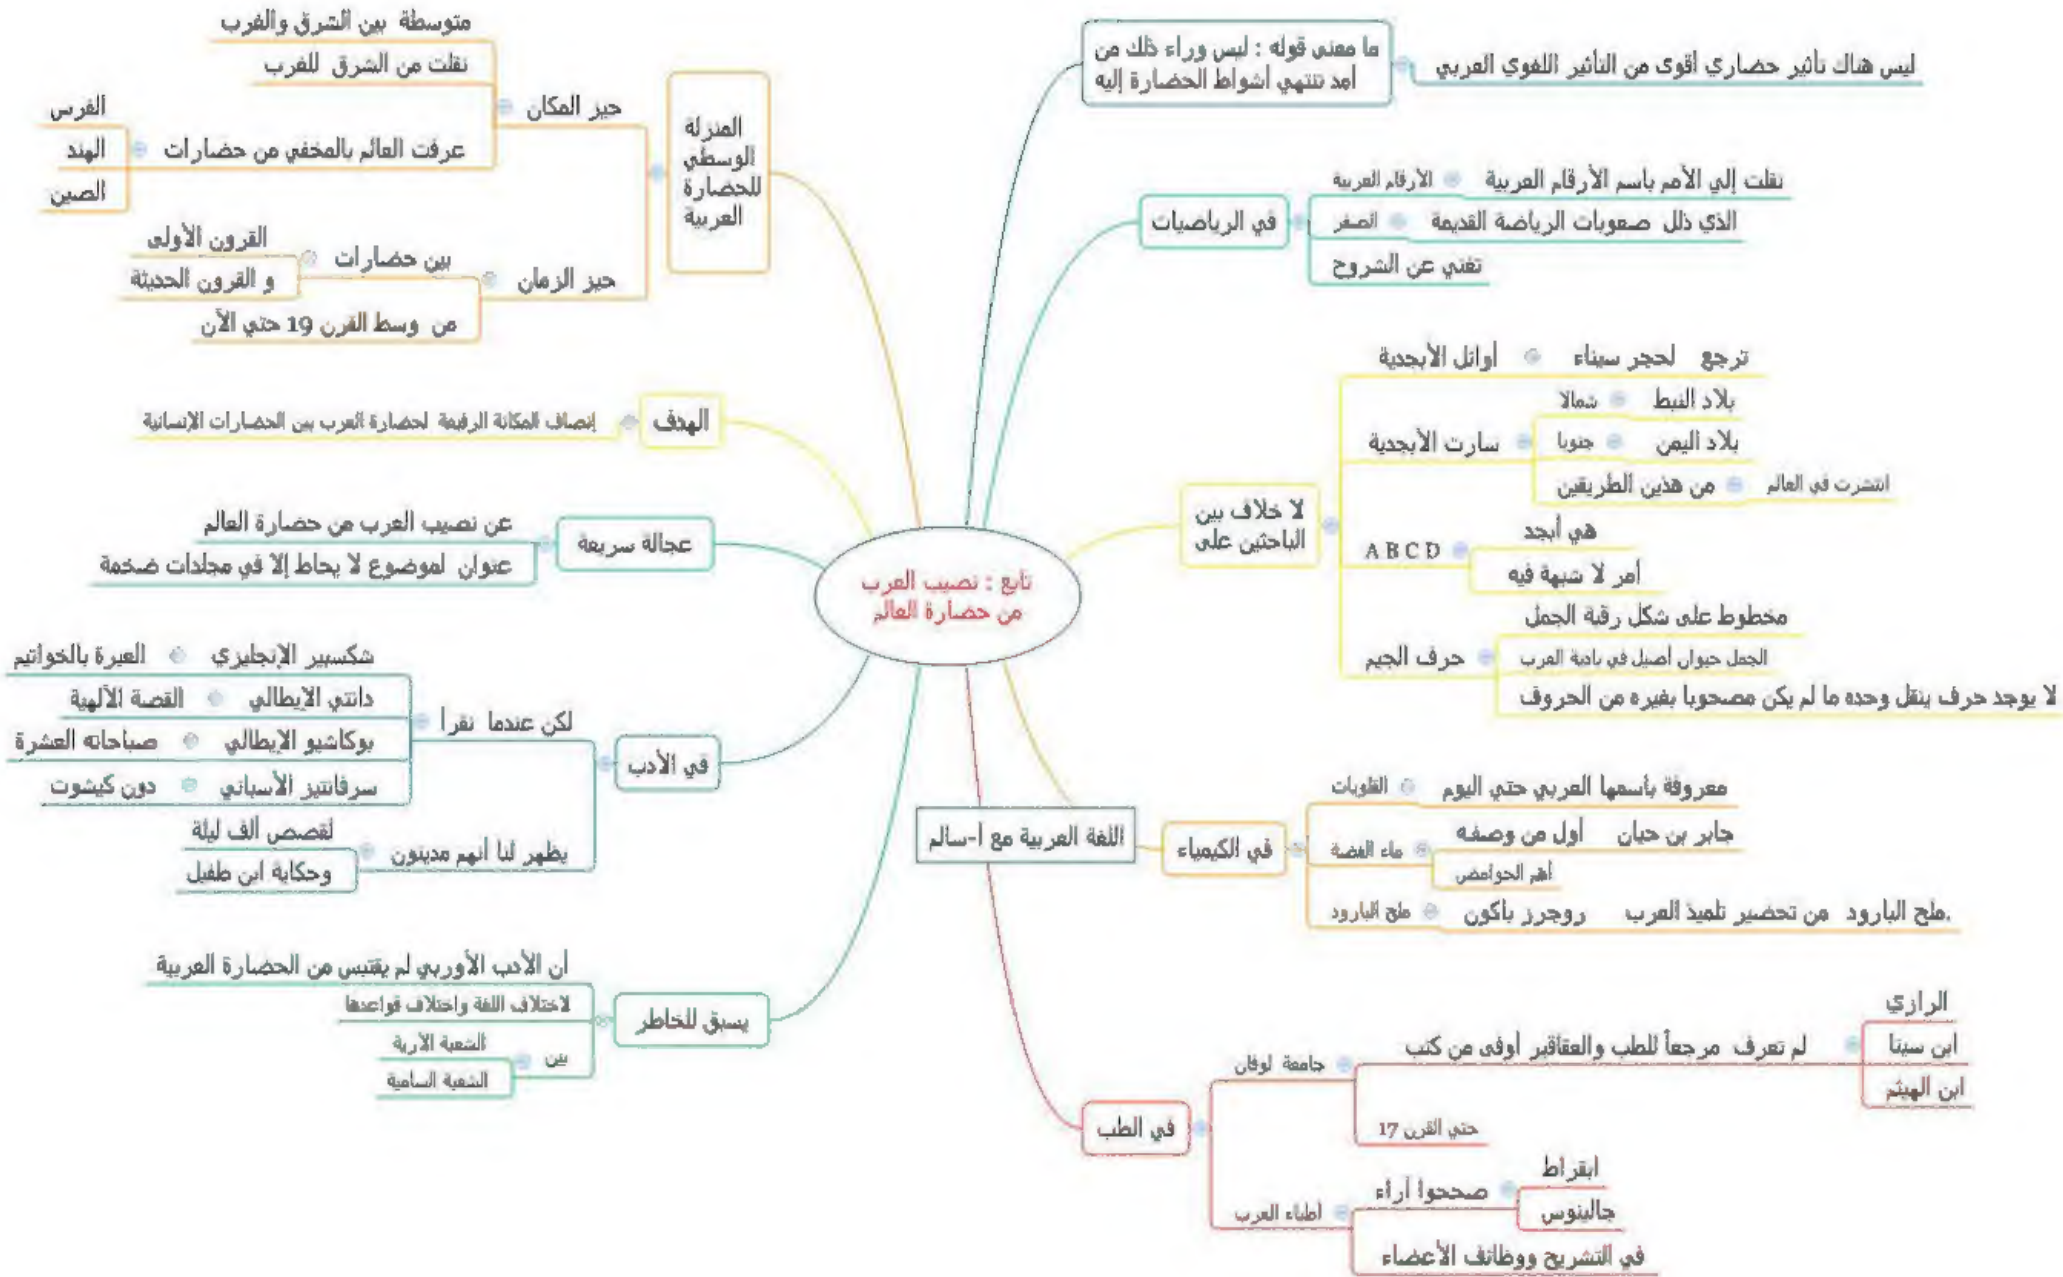 تابع : نصيب العرب
من حضارة العالم
ما معنى قوله : ليس وراء ذلك من
أمد تنتهي أشواط الحضارة إليه
ليس هناك تأثير حضاري أقوى من التأثير اللغوي العربي
في الرياضيات
الأرقام العربية
نقلت إلي الأمم بأسم الأرقام العربية
الصفر
الذي ذلل صعوبات الرياضة القديمة
تغني عن الشروح
لا خلاف بين
الباحثين على
أوائل الأبجدية
ترجع لحجر سيناء
سارت الأبجدية
شمالا
بلاد النبط
جنوبا
بلاد اليمن
من هذين الطريقين
انتشرت في العالم
A B C D
هي أبجد
أمر لا شبهة فيه
حرف الجيم
مخطوط على شكل رقبة الجمل
الجمل حيوان أصيل في بادية العرب
لا يوجد حرف ينقل وحده ما لم يكن مصحوبا بغيره من الحروف
اللغة العربية مع أ-سالم
في الكيمياء
القلويات
معروفة بأسمها العربي حتي اليوم
ماء الفضة
جابر بن حيان أول من وصفه
أهم الحوامض
ملح البارود
روجرز باكون
ملح البارود من تحضير تلميذ العرب.
في الطب
جامعة لوفان
لم تعرف مرجعاً للطب والعقاقير أوفى من كتب
الرازي
ابن سينا
ابن الهيثم
حتي القرن 17
أطباء العرب
صححوا أراء
ابقراط
جالينوس
في التشريح ووظائف الأعضاء
المنزلة
الوسطي
للحضارة
العربية
حيز المكان
متوسطة بين الشرق والغرب
نقلت من الشرق للغرب
عرفت العالم بالمخفي من حضارات
الفرس
الهند
الصين
حيز الزمان
بين حضارات
القرون الأولى
و القرون الحديثة
من وسط القرن 19 حتي الآن
الهدف
إنصاف المكانة الرفيعة لحضارة العرب بين الحضارات الإنسانية
عجالة سريعة
عن نصيب العرب من حضارة العالم
عنوان لموضوع لا يحاط إلا في مجلدات ضخمة
في الأدب
لكن عندما نقرأ
شكسبير الإنجليزي
العبرة بالخواتيم
دانتي الإيطالي
القصة الألهية
بوكاشيو الإيطالي
صباحاته العشرة
سرفانتيز الأسباني
دون كيشوت
يظهر لنا أنهم مدينون
لقصص ألف ليلة
وحكاية ابن طفيل
يسبق للخاطر
أن الأدب الأوربي لم يقتبس من الحضارة العربية
لاختلاف اللغة واختلاف قواعدها
بين
الشعبة الأرية
الشعبة السامية